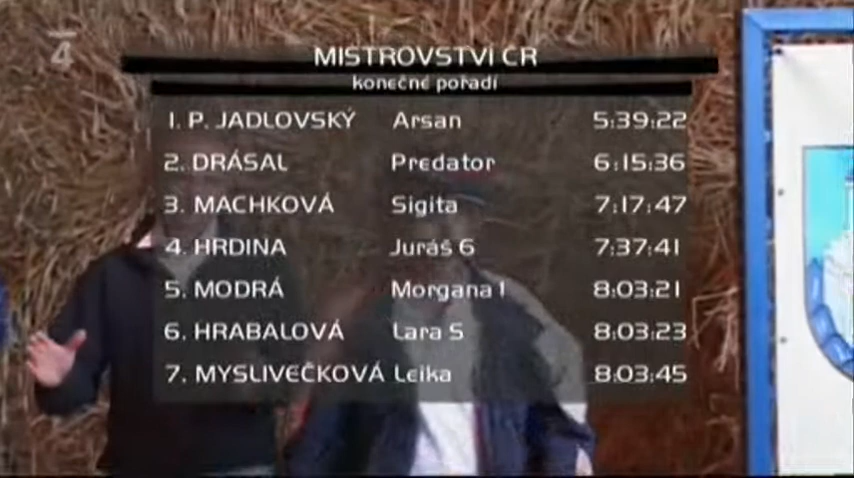 4
MISTROVSTVÍ ČR
konečné pořadí
1. P. JADLOVSKÝ Arsan 5:39:22
2. DRÁSAL Predator 6:15:36
3. MACHKOVÁ Sigita 7:17:47
4. HRDINA Juráš 6 7:37:41
5. MODRÁ Morgana 1 8:03:21
6. HRABALOVÁ Lara S 8:03:23
7. MYSLIVEČKOVÁ Leika 8:03:45